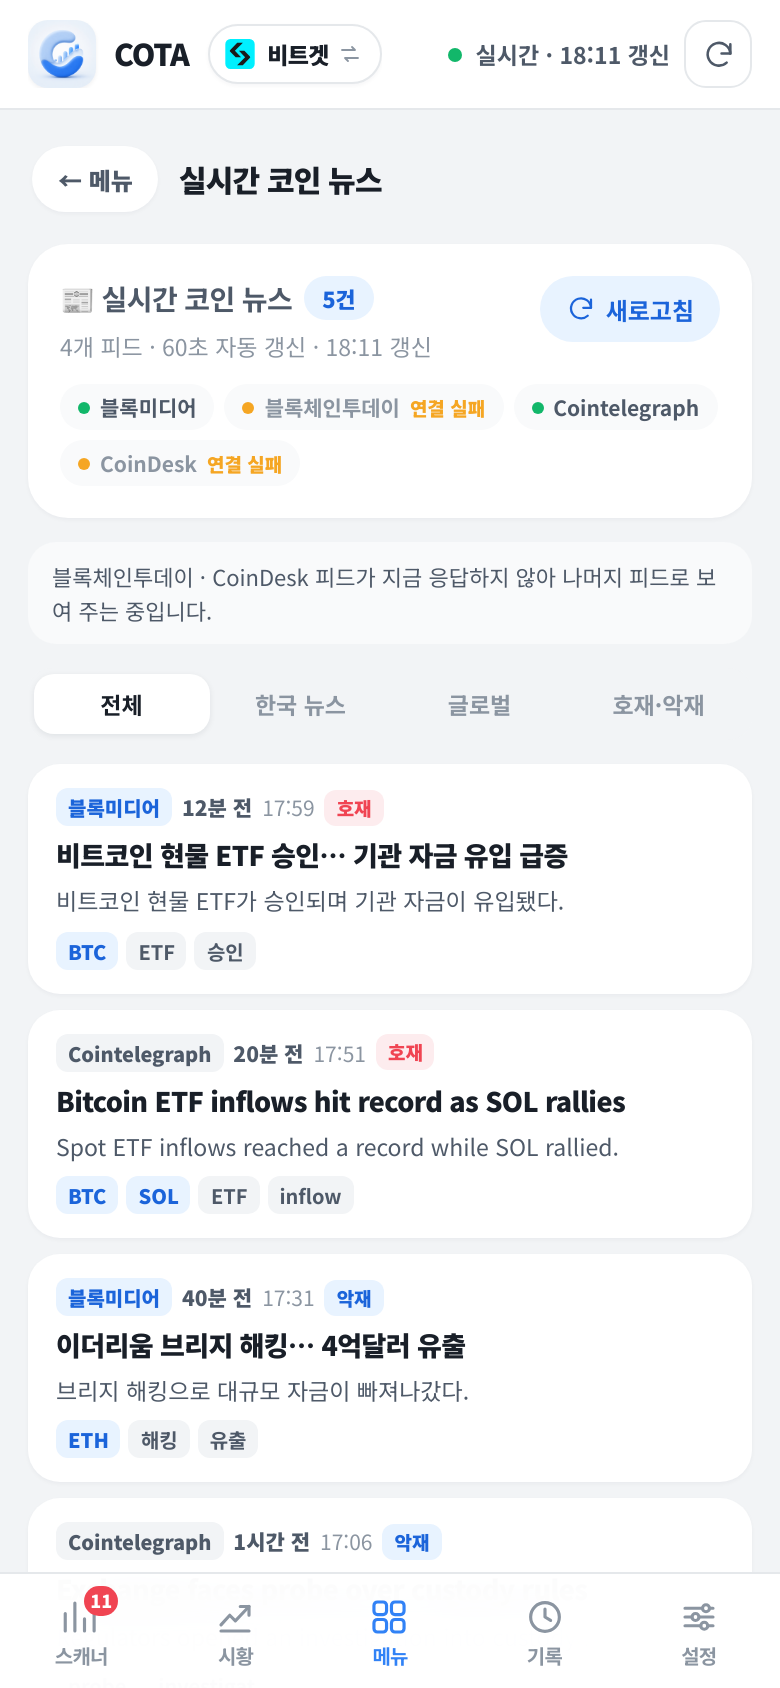 COTA 비트겟 실시간 · 18:11 갱신
← 메뉴 실시간 코인 뉴스
실시간 코인 뉴스 5건 새로고침
4개 피드 · 60초 자동 갱신 · 18:11 갱신
블록미디어 블록체인투데이 연결 실패 Cointelegraph
CoinDesk 연결 실패
블록체인투데이 · CoinDesk 피드가 지금 응답하지 않아 나머지 피드로 보
여 주는 중입니다.
전체 한국 뉴스 글로벌 호재·악재
블록미디어 12분 전 17:59 호재
비트코인 현물 ETF 승인… 기관 자금 유입 급증
비트코인 현물 ETF가 승인되며 기관 자금이 유입됐다.
BTC ETF 승인
Cointelegraph 20분 전 17:51 호재
Bitcoin ETF inflows hit record as SOL rallies
Spot ETF inflows reached a record while SOL rallied.
BTC SOL ETF inflow
블록미디어 40분 전 17:31 악재
이더리움 브리지 해킹… 4억달러 유출
브리지 해킹으로 대규모 자금이 빠져나갔다.
ETH 해킹 유출
Cointelegraph 1시간 전 17:06 악재
faces probe over custody rules
11
스캐너 시황 메뉴 기록 설정